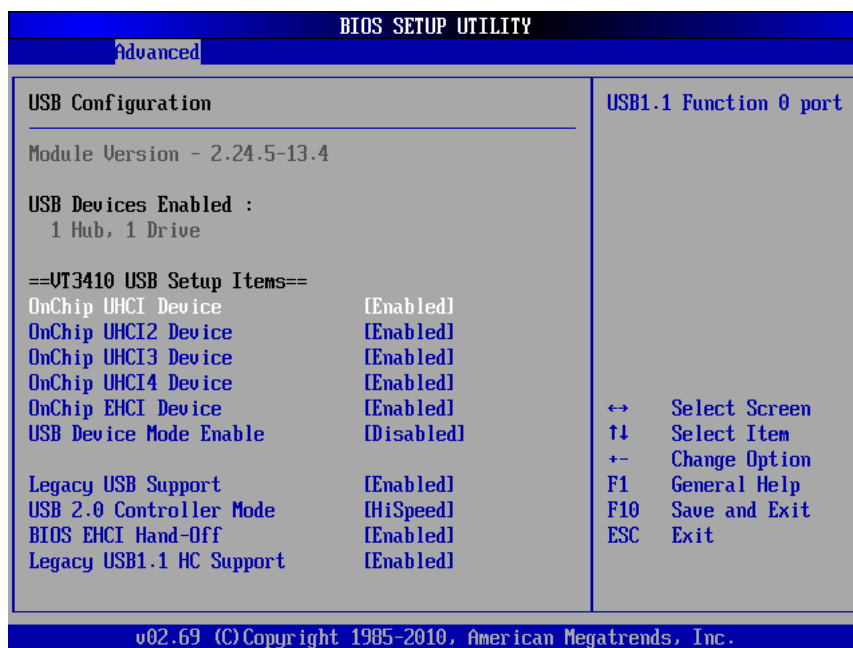 BIOS SETUP UTILITY
Advanced
USB Configuration
Module Version - 2.24.5-13.4
USB Devices Enabled :
1 Hub, 1 Drive
==VT3410 USB Setup Items==
OnChip UHCI Device [Enabled]
OnChip UHCI2 Device [Enabled]
OnChip UHCI3 Device [Enabled]
OnChip UHCI4 Device [Enabled]
OnChip EHCI Device [Enabled]
USB Device Mode Enable [Disabled]
Legacy USB Support [Enabled]
USB 2.0 Controller Mode [HiSpeed]
BIOS EHCI Hand-Off [Enabled]
Legacy USB1.1 HC Support [Enabled]
USB1.1 Function 0 port
↔ Select Screen
↑↓ Select Item
+- Change Option
F1 General Help
F10 Save and Exit
ESC Exit
v02.69 (C)Copyright 1985-2010, American Megatrends, Inc.